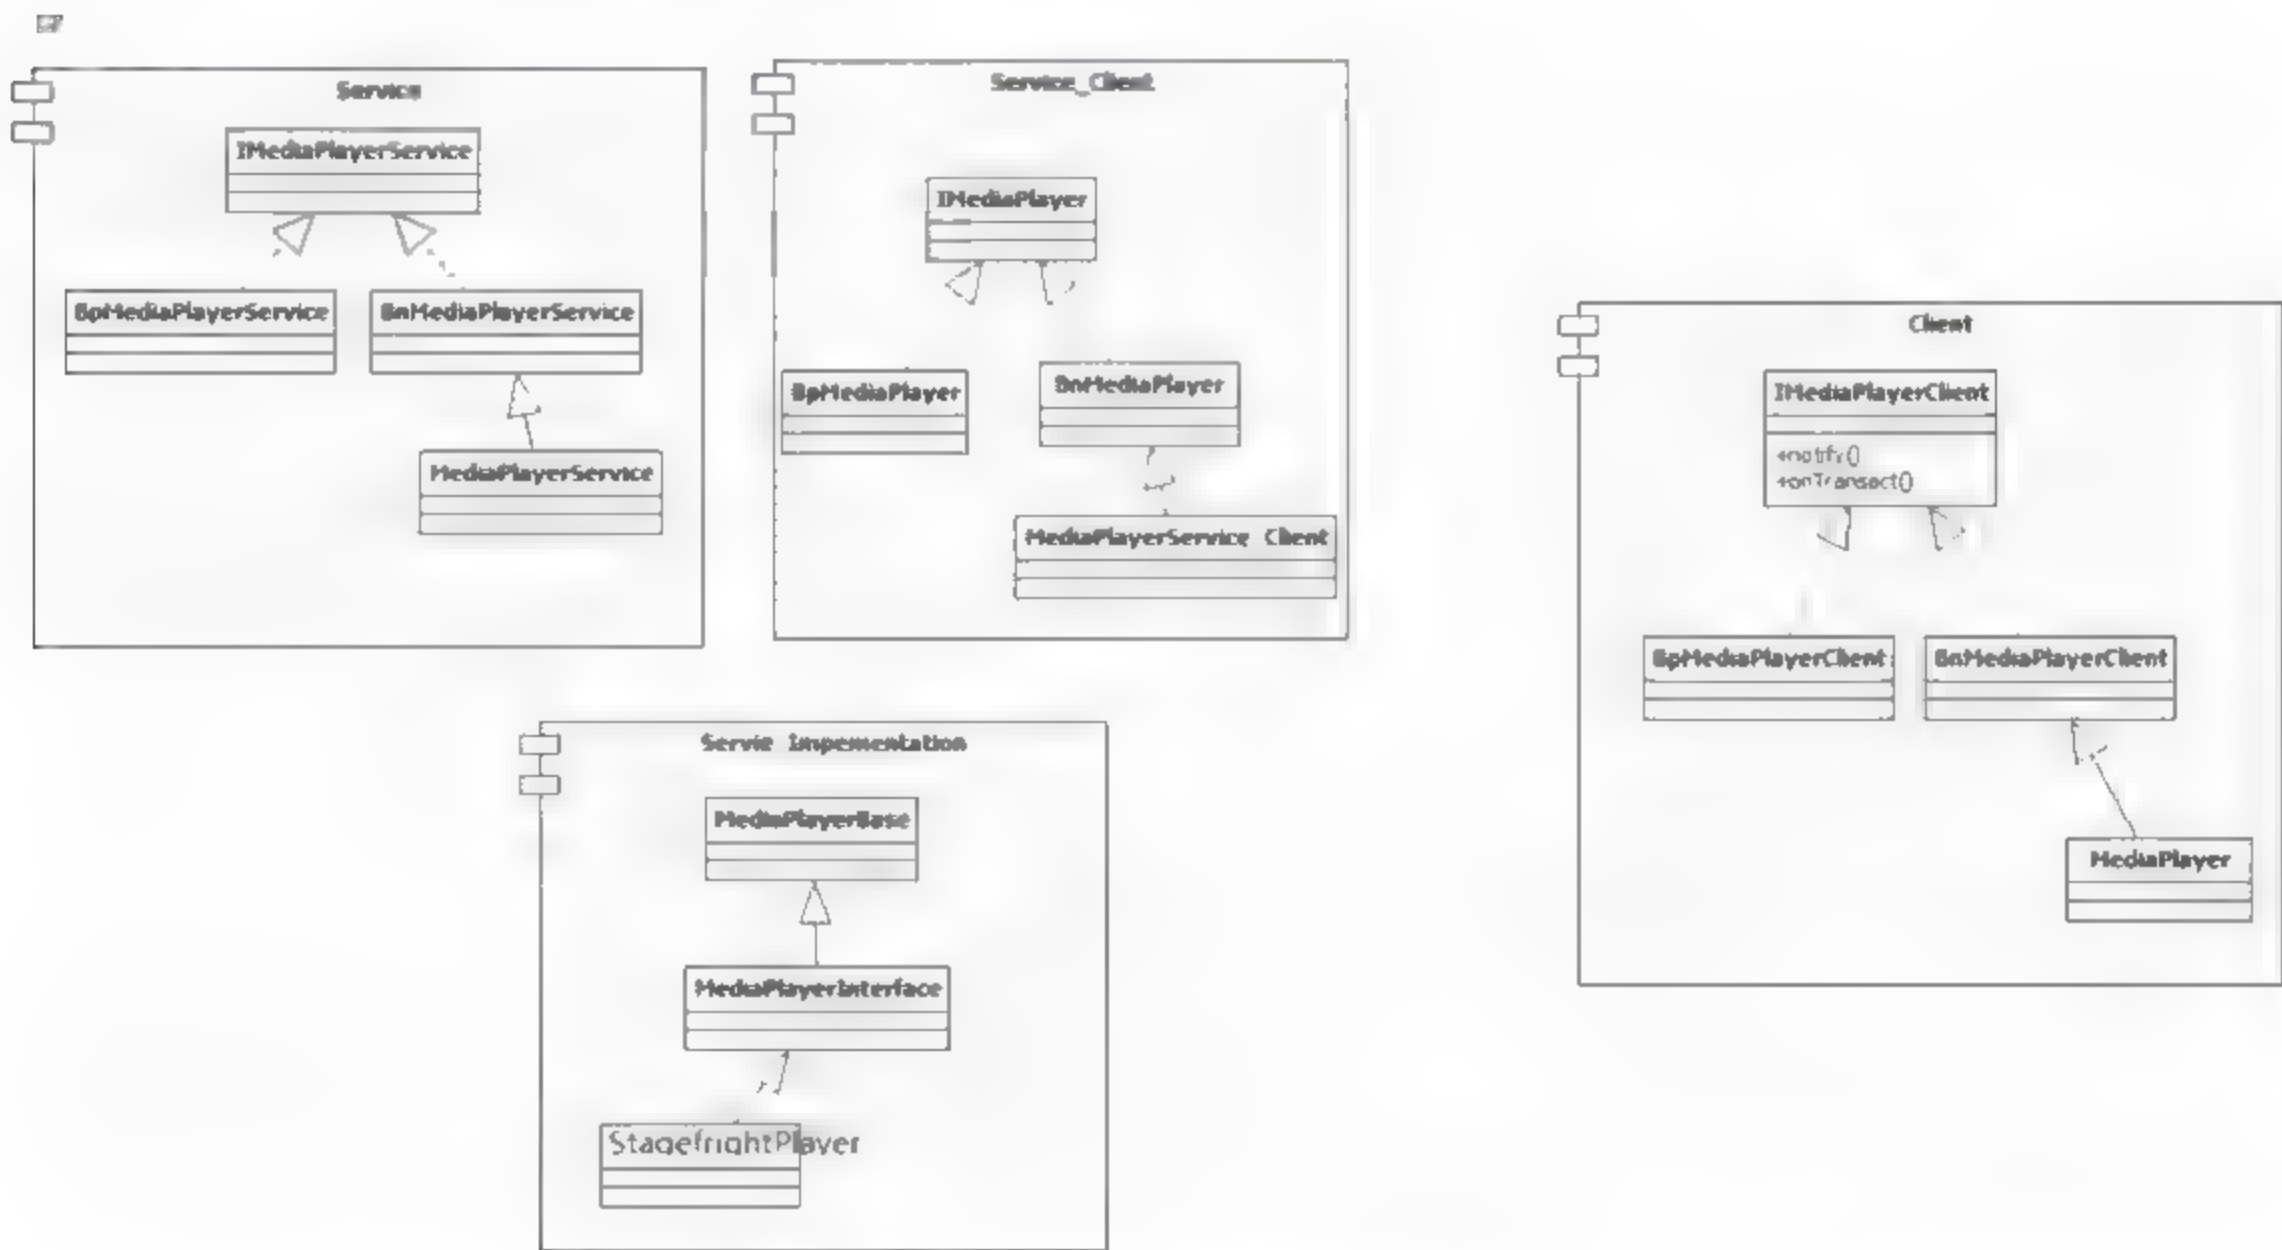 Service
IMediaPlayerService
BpMediaPlayerService
BnMediaPlayerService
MediaPlayerService
Service_Client
IMediaPlayer
BpMediaPlayer
BnMediaPlayer
MediaPlayerService Client
Client
IMediaPlayerClient
+notify()
+onTransact()
BpMediaPlayerClient
BnMediaPlayerClient
MediaPlayer
Servie Impementation
MediaPlayerBase
MediaPlayerInterface
StagefrightPlayer